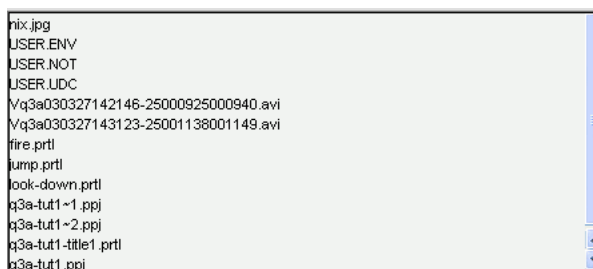 nix.jpg
USER.ENV
USER.NOT
USER.UDC
Vq3a030327142146-25000925000940.avi
Vq3a030327143123-25001138001149.avi
fire.prtl
jump.prtl
look-down.prtl
q3a-tut1~1.ppj
q3a-tut1~2.ppj
q3a-tut1-title1.prtl
q3a-tut1.ppj